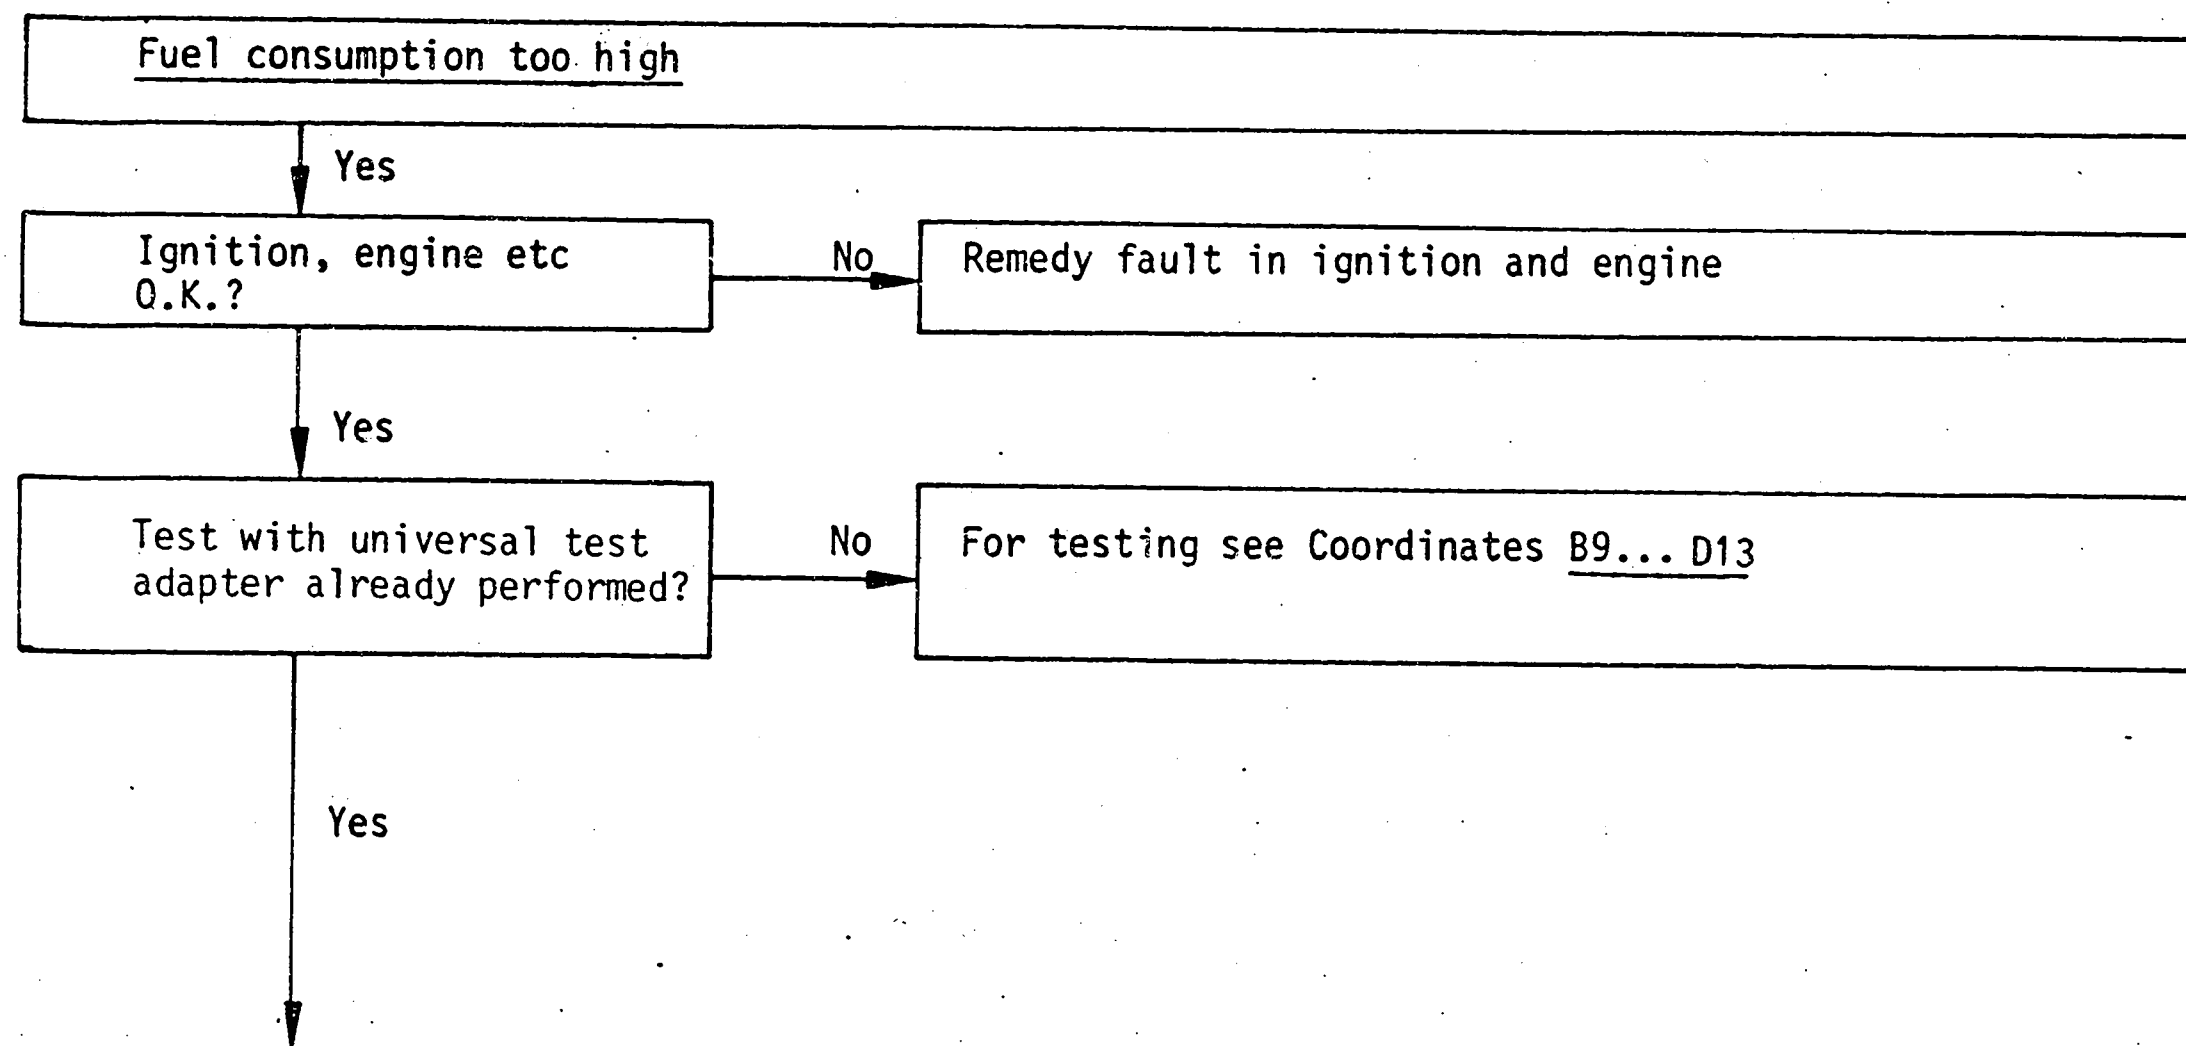 Fuel consumption too high
Yes
Ignition, engine etc
O.K.?
No
Remedy fault in ignition and engine
Yes
Test with universal test
adapter already performed?
No
For testing see Coordinates B9... D13
Yes